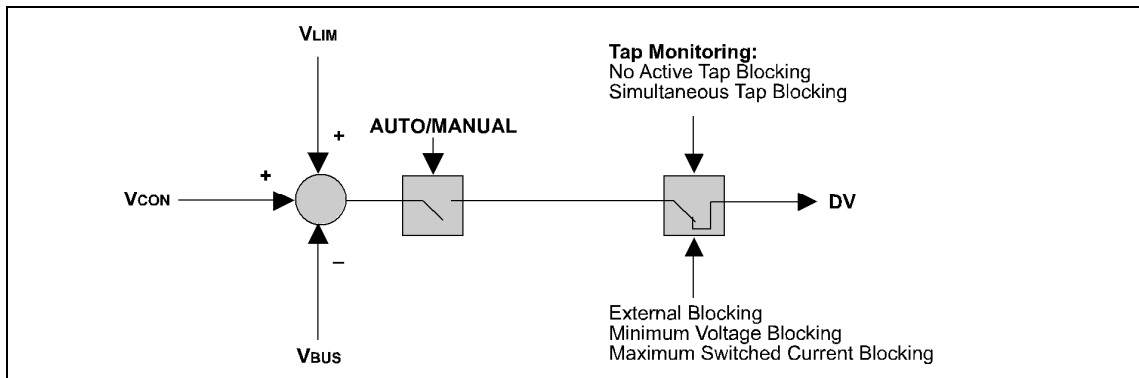 VLIM
Tap Monitoring:
No Active Tap Blocking
Simultaneous Tap Blocking
AUTO/MANUAL
+
+
VCON
DV
–
External Blocking
Minimum Voltage Blocking
Maximum Switched Current Blocking
VBUS